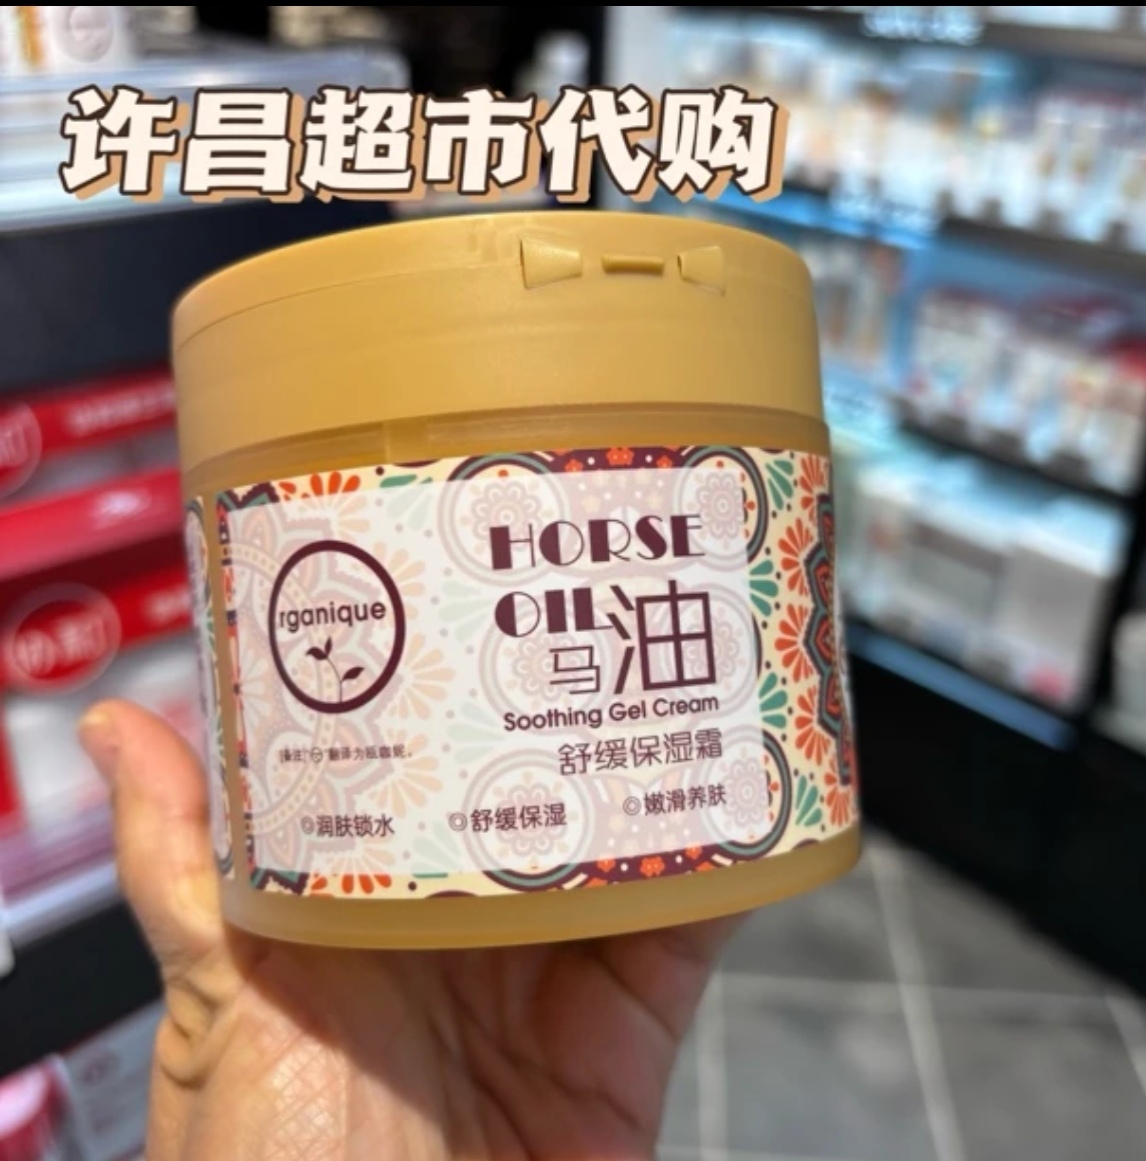 许昌超市代购
HORSE
OIL
马油
rganique
Soothing Gel Cream
舒缓保湿霜
◎润肤锁水
◎舒缓保湿
◎嫩滑养肤